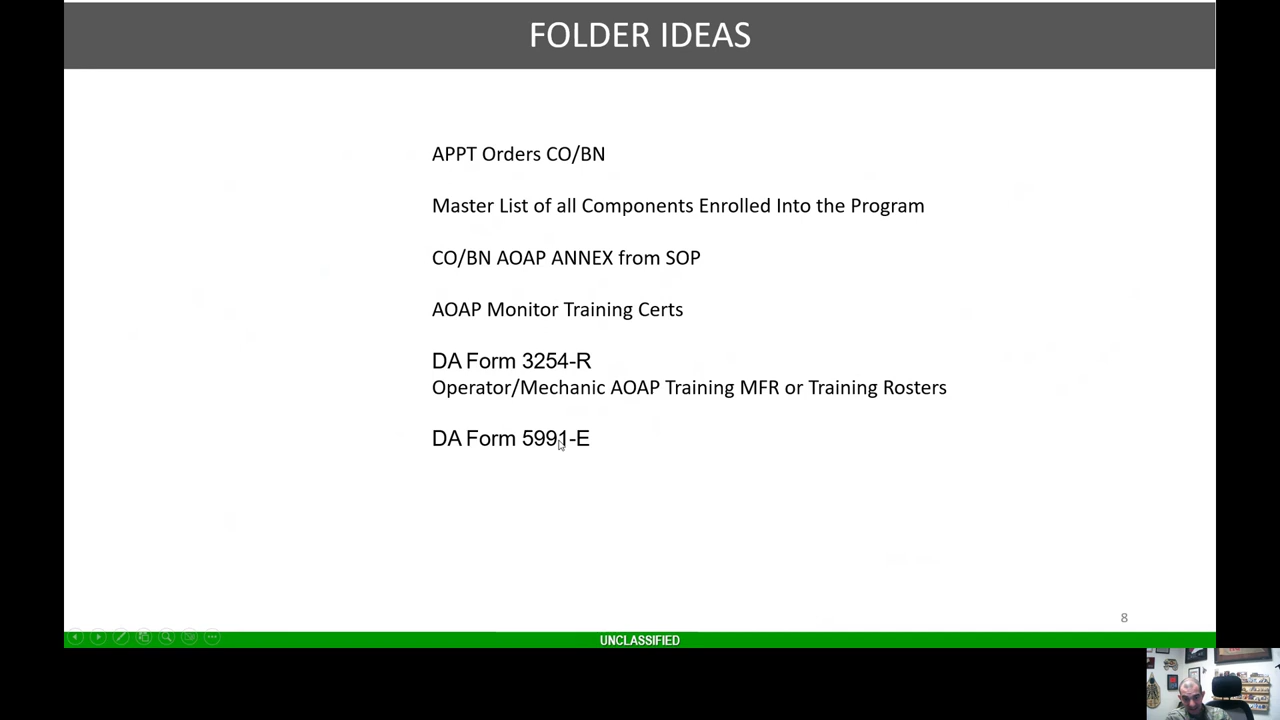 FOLDER IDEAS
APPT Orders CO/BN
Master List of all Components Enrolled Into the Program
CO/BN AOAP ANNEX from SOP
AOAP Monitor Training Certs
DA Form 3254-R
Operator/Mechanic AOAP Training MFR or Training Rosters
DA Form 5991-E
8
UNCLASSIFIED